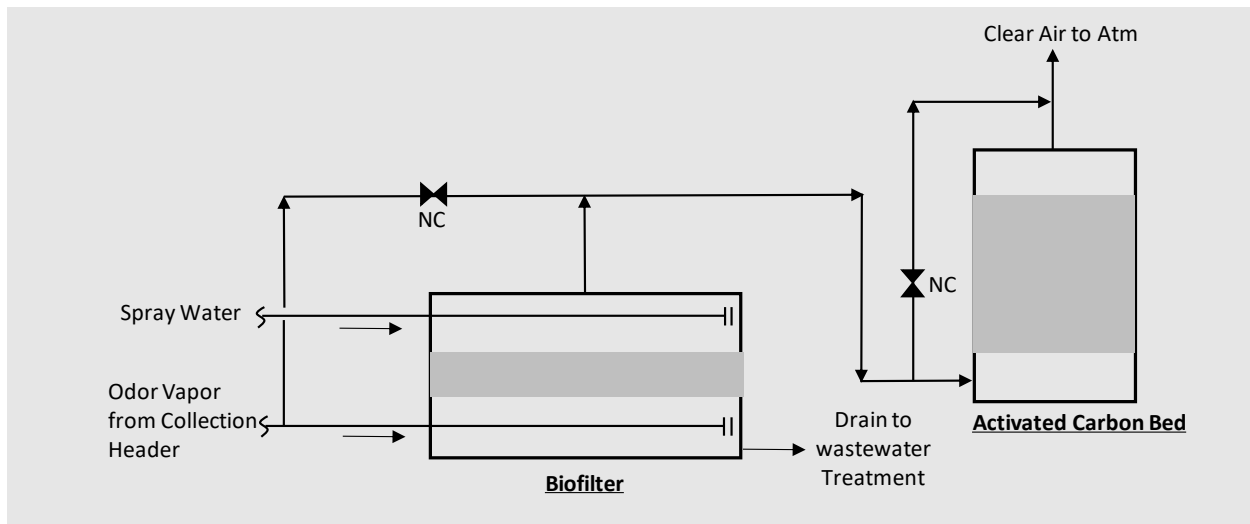 Clear Air to Atm
NC
NC
Spray Water
Odor Vapor
from Collection
Header
Drain to
wastewater
Treatment
Activated Carbon Bed
Biofilter